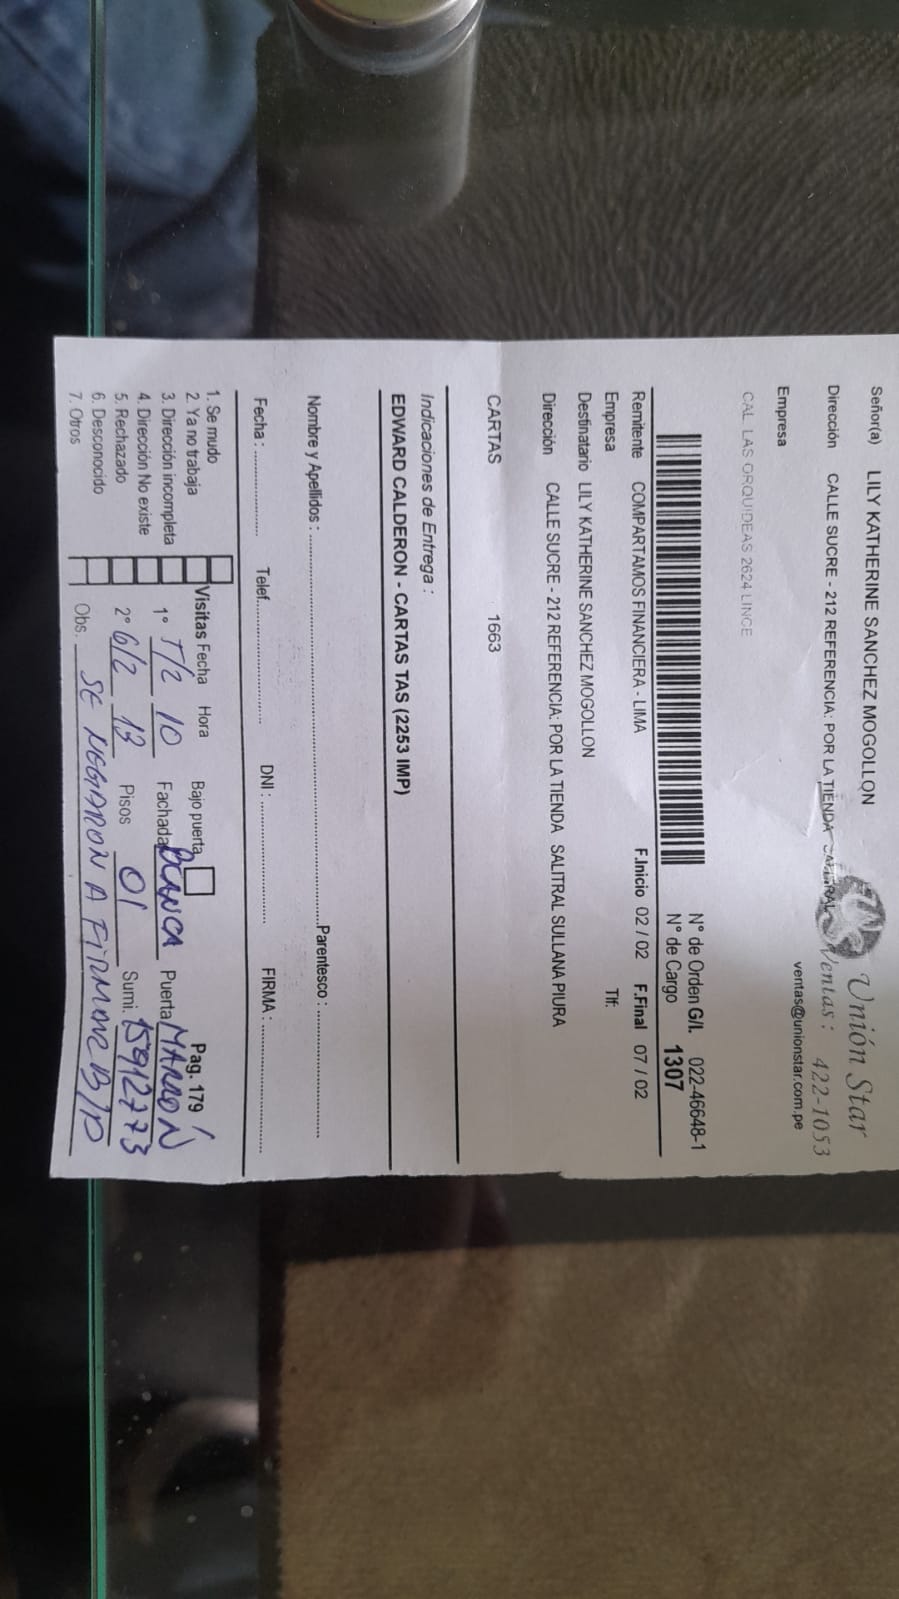 Señor(a) LILY KATHERINE SANCHEZ MOGOLLON
Unión Star
Dirección CALLE SUCRE - 212 REFERENCIA: POR LA TIENDA
Ventas : 422-1053
ventas@unionstar.com.pe
Empresa
CAL LAS ORQUIDEAS 2624 LINCE
N° de Orden G/I. 022-46648-1
N° de Cargo 1307
Remitente COMPARTAMOS FINANCIERA - LIMA F.Inicio 02 / 02 F.Final 07 / 02
Empresa Tlf:
Destinatario LILY KATHERINE SANCHEZ MOGOLLON
Dirección CALLE SUCRE - 212 REFERENCIA: POR LA TIENDA SALITRAL SULLANA PIURA
CARTAS 1663
Indicaciones de Entrega :
EDWARD CALDERON - CARTAS TAS (2253 IMP)
Nombre y Apellidos : Parentesco :
Fecha : Telef. DNI : FIRMA :
1. Se mudo Visitas Fecha Hora Bajo puerta Pag. 179
2. Ya no trabaja
3. Dirección incompleta 1° 10 Fachada BLANCA Puerta MARRÓN
4. Dirección No existe
5. Rechazado 2° 6/2 13 Pisos 01 Sumi. 15912773
6. Desconocido
7. Otros Obs. SE NEGARON A FIRMAR B/P